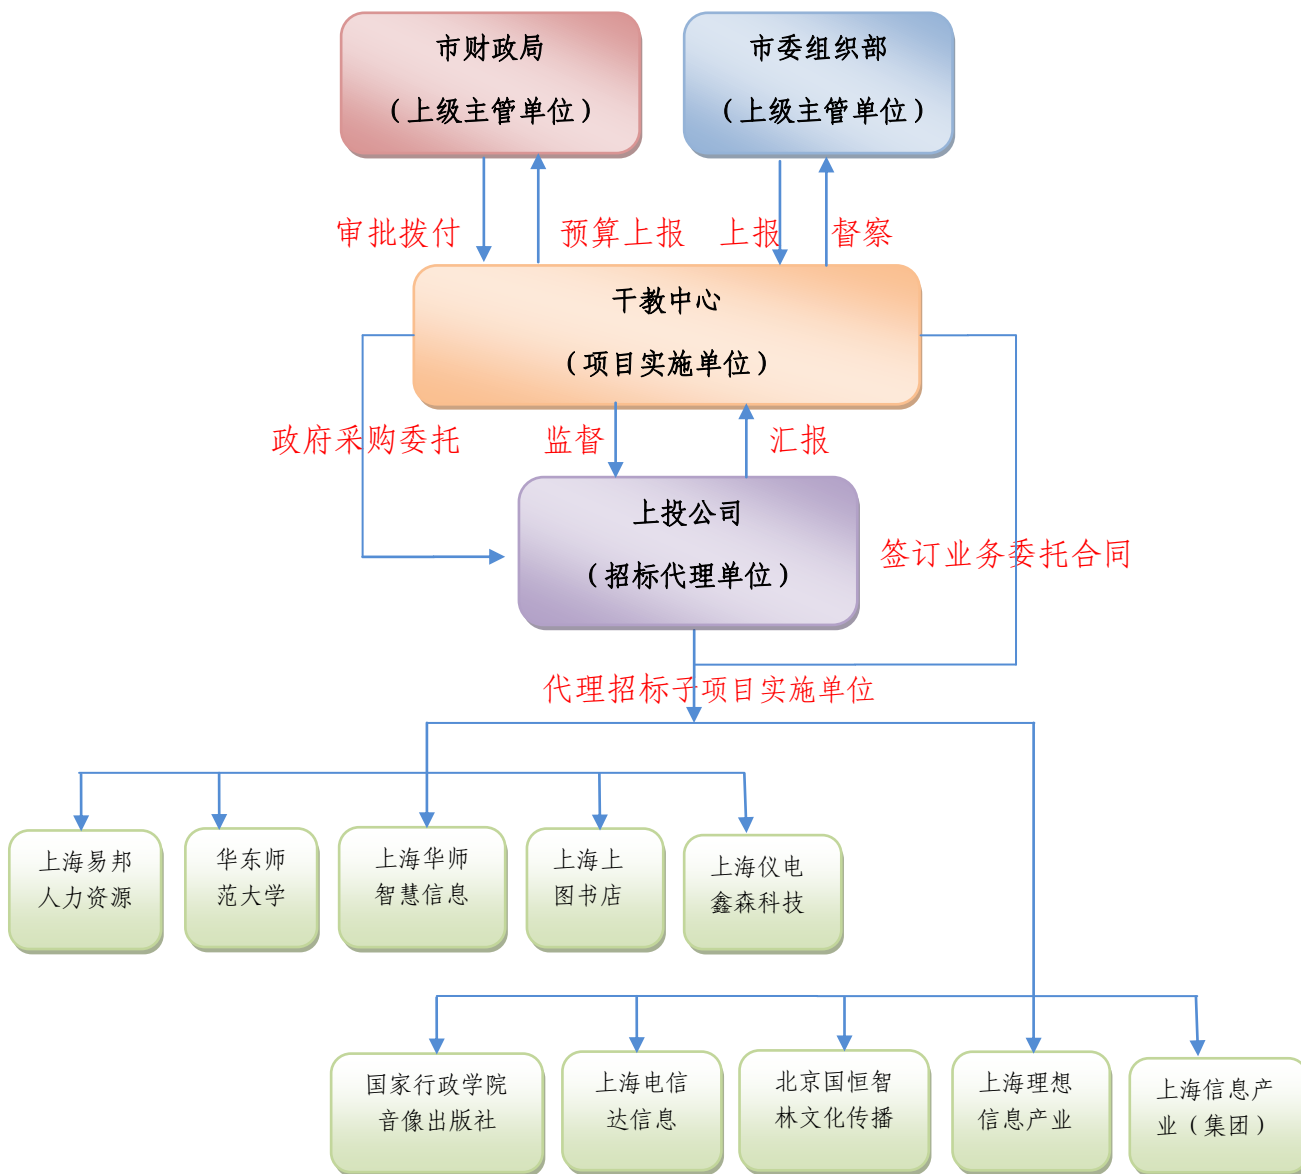 市财政局
（上级主管单位）
市委组织部
（上级主管单位）
审批拨付
预算上报
上报
督察
干教中心
（项目实施单位）
政府采购委托
监督
汇报
上投公司
（招标代理单位）
签订业务委托合同
代理招标子项目实施单位
上海易邦
人力资源
华东师
范大学
上海华师
智慧信息
上海上
图书店
上海仪电
鑫森科技
国家行政学院
音像出版社
上海电信
达信息
北京国恒智
林文化传播
上海理想
信息产业
上海信息产
业（集团）